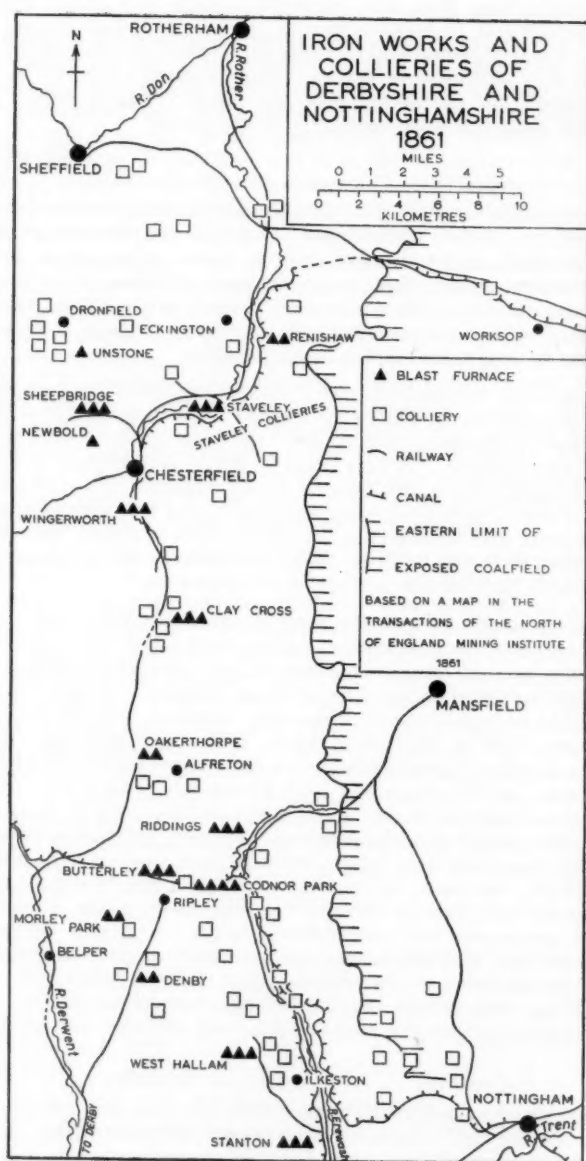 IRON WORKS AND
COLLIERIES OF
DERBYSHIRE AND
NOTTINGHAMSHIRE
1861
MILES
0 1 2 3 4 5
0 2 4 6 8 10
KILOMETRES
N
ROTHERHAM
R. Rother
R. Don
SHEFFIELD
DRONFIELD
ECKINGTON
UNSTONE
RENISHAW
WORKSOP
SHEEPBRIDGE
STAVELEY
STAVELEY COLLIERIES
NEWBOLD
CHESTERFIELD
WINGERWORTH
CLAY CROSS
BLAST FURNACE
COLLIERY
RAILWAY
CANAL
EASTERN LIMIT OF
EXPOSED COALFIELD
BASED ON A MAP IN THE
TRANSACTIONS OF THE NORTH
OF ENGLAND MINING INSTITUTE
1861
MANSFIELD
OAKERTHORPE
ALFRETON
RIDDINGS
BUTTERLEY
CODNOR PARK
RIPLEY
MORLEY
PARK
BELPER
DENBY
R. Derwent
WEST HALLAM
ILKESTON
NOTTINGHAM
R. Trent
R. Erewash
TO DERBY
STANTON